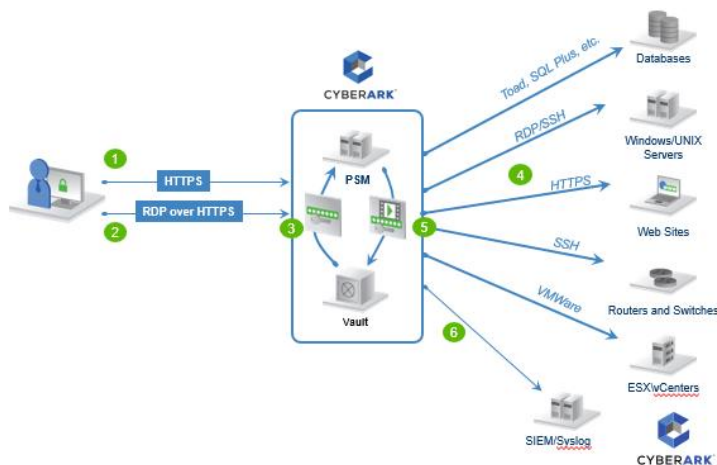 CYBERARK
Toad, SQL Plus, etc.
Databases
RDP/SSH
Windows/UNIX
Servers
1
HTTPS
PSM
4
HTTPS
Web Sites
2
RDP over HTTPS
3
5
SSH
Routers and Switches
Vault
VMWare
6
ESX\vCenters
SIEM/Syslog
CYBERARK